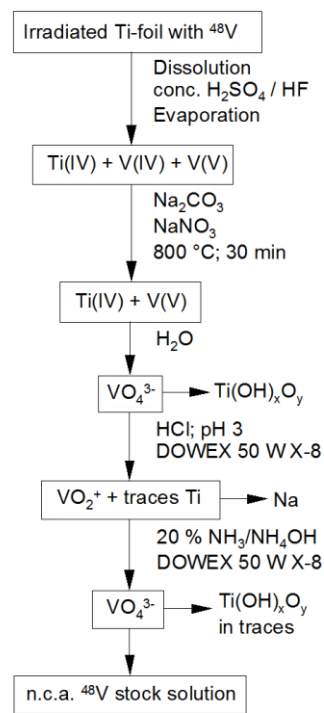 Irradiated Ti-foil with ⁴⁸V
Dissolution
conc. H₂SO₄ / HF
Evaporation
Ti(IV) + V(IV) + V(V)
Na₂CO₃
NaNO₃
800 °C; 30 min
Ti(IV) + V(V)
H₂O
VO₄³⁻ Ti(OH)ₓOᵧ
HCl; pH 3
DOWEX 50 W X-8
VO₂⁺ + traces Ti Na
20 % NH₃/NH₄OH
DOWEX 50 W X-8
VO₄³⁻ Ti(OH)ₓOᵧ
in traces
n.c.a. ⁴⁸V stock solution